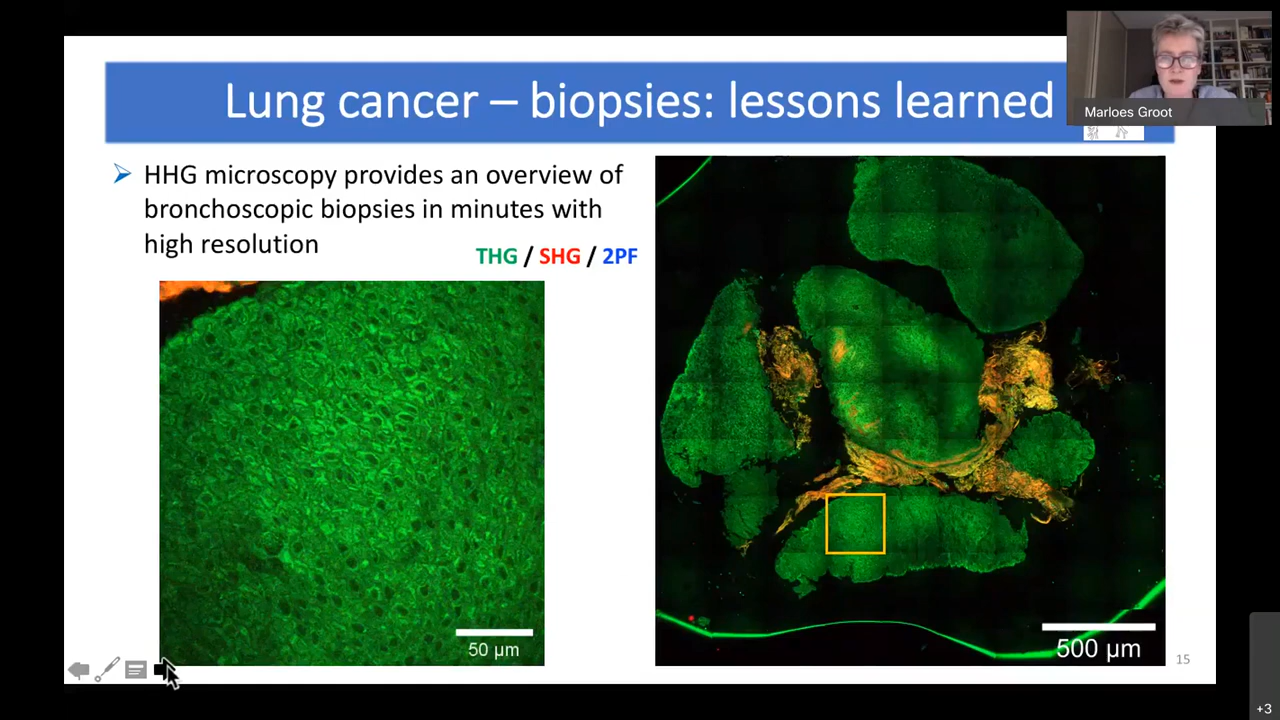 Lung cancer – biopsies: lessons learned
Marloes Groot
HHG microscopy provides an overview of
bronchoscopic biopsies in minutes with
high resolution
THG / SHG / 2PF
50 µm
500 µm
15
+3